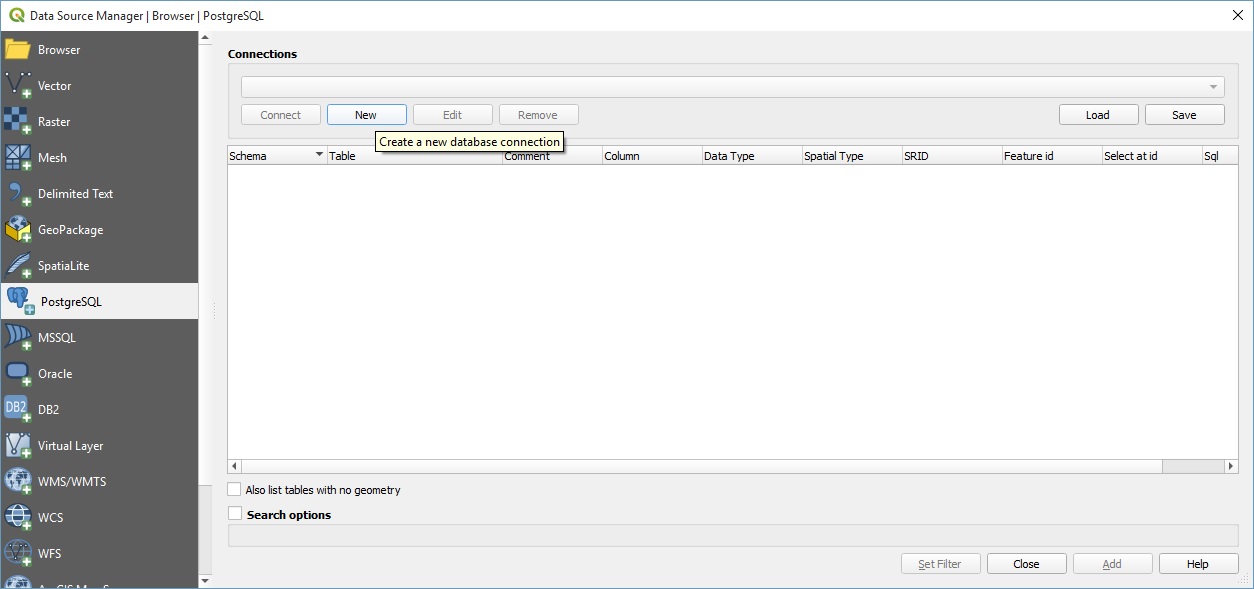 Data Source Manager | Browser | PostgreSQL
Browser
Vector
Raster
Mesh
Delimited Text
GeoPackage
SpatiaLite
PostgreSQL
MSSQL
Oracle
DB2 DB2
Virtual Layer
WMS/WMTS
WCS
WFS
Connections
Connect New Edit Remove Load Save
Create a new database connection
Schema Table Comment Column Data Type Spatial Type SRID Feature id Select at id Sql
Also list tables with no geometry
Search options
Set Filter Close Add Help